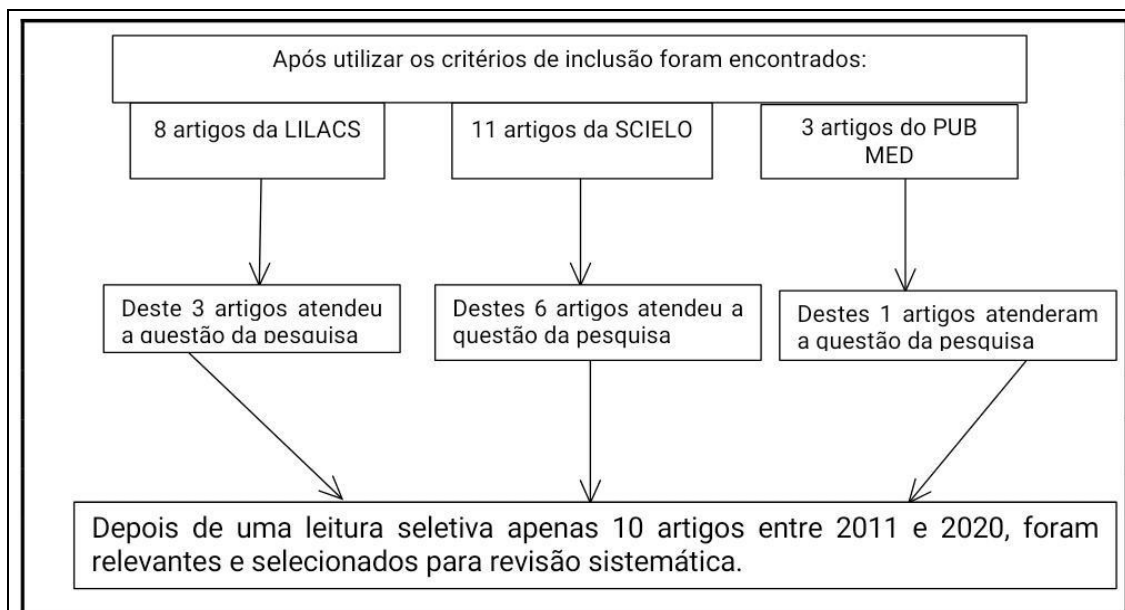 Após utilizar os critérios de inclusão foram encontrados:
8 artigos da LILACS
11 artigos da SCIELO
3 artigos do PUB
MED
Deste 3 artigos atendeu
a questão da pesquisa
Destes 6 artigos atendeu a
questão da pesquisa
Destes 1 artigos atenderam
a questão da pesquisa
Depois de uma leitura seletiva apenas 10 artigos entre 2011 e 2020, foram
relevantes e selecionados para revisão sistemática.